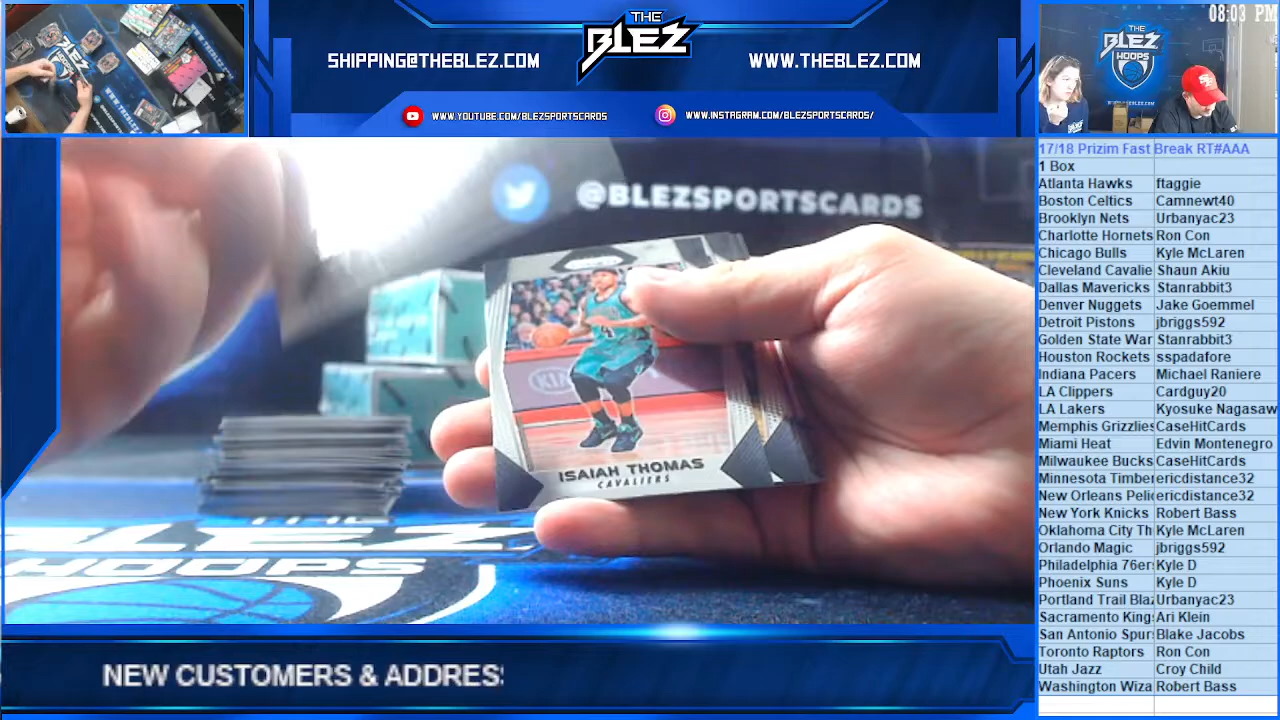 THE
BLEZ
SHIPPING@THEBLEZ.COM
WWW.THEBLEZ.COM
WWW.YOUTUBE.COM/BLEZSPORTSCARDS
WWW.INSTAGRAM.COM/BLEZSPORTSCARDS/
08:03 PM
THE
BLEZ
HOOPS
@BLEZSPORTSCARDS
KIA
4
ISAIAH THOMAS
CAVALIERS
THE
BLEZ
HOOPS
NEW CUSTOMERS & ADDRES
17/18 Prizim Fast Break RT#AAA
1 Box
Atlanta Hawks ftaggie
Boston Celtics Camnewt40
Brooklyn Nets Urbanyac23
Charlotte Hornets Ron Con
Chicago Bulls Kyle McLaren
Cleveland Cavalie Shaun Akiu
Dallas Mavericks Stanrabbit3
Denver Nuggets Jake Goemmel
Detroit Pistons jbriggs592
Golden State War Stanrabbit3
Houston Rockets sspadafore
Indiana Pacers Michael Raniere
LA Clippers Cardguy20
LA Lakers Kyosuke Nagasaw
Memphis Grizzlies CaseHitCards
Miami Heat Edvin Montenegro
Milwaukee Bucks CaseHitCards
Minnesota Timber ericdistance32
New Orleans Peli ericdistance32
New York Knicks Robert Bass
Oklahoma City Th Kyle McLaren
Orlando Magic jbriggs592
Philadelphia 76er Kyle D
Phoenix Suns Kyle D
Portland Trail Blaz Urbanyac23
Sacramento King Ari Klein
San Antonio Spur Blake Jacobs
Toronto Raptors Ron Con
Utah Jazz Croy Child
Washington Wiza Robert Bass